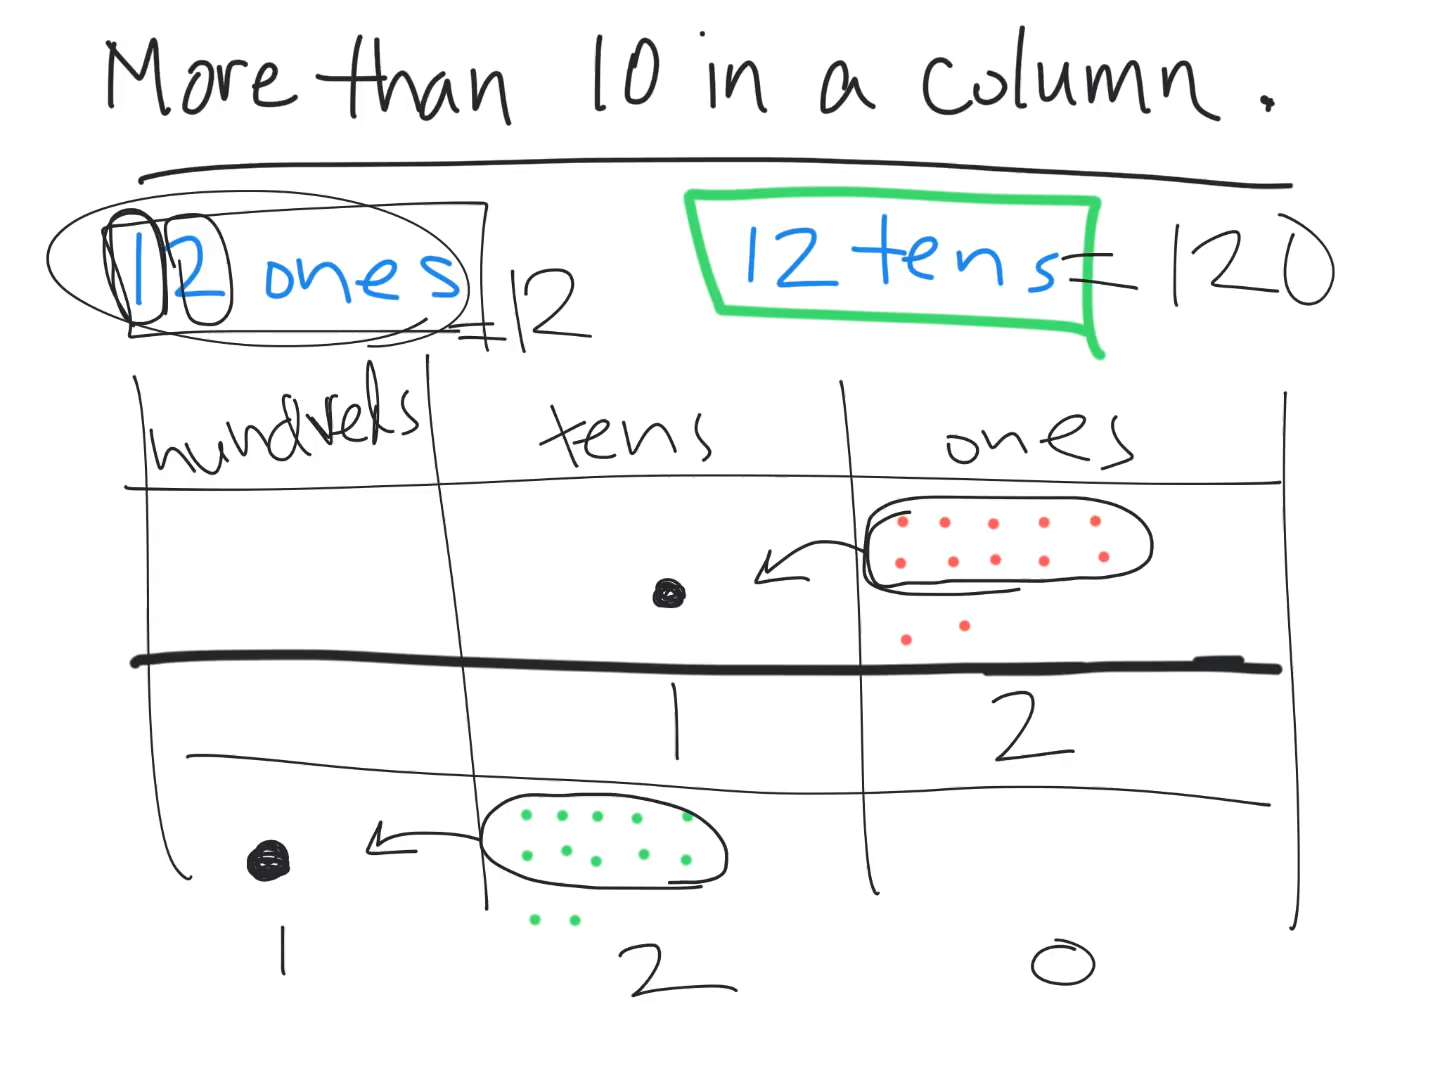 More than 10 in a column.
12 ones = 12 12 tens = 120
hundreds tens ones
1 2
1 2 0